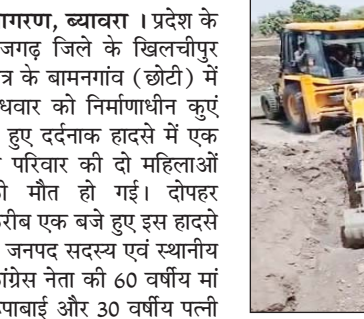 ागरण, ब्यावरा । प्रदेश के
जगढ़ जिले के खिलचीपुर
त्र के बामनगांव (छोटी) में
धवार को निर्माणाधीन कुएं
हुए दर्दनाक हादसे में एक
परिवार की दो महिलाओं
मौत हो गई। दोपहर
रीब एक बजे हुए इस हादसे
जनपद सदस्य एवं स्थानीय
ांग्रेस नेता की 60 वर्षीय मां
पाबाई और 30 वर्षीय पत्नी